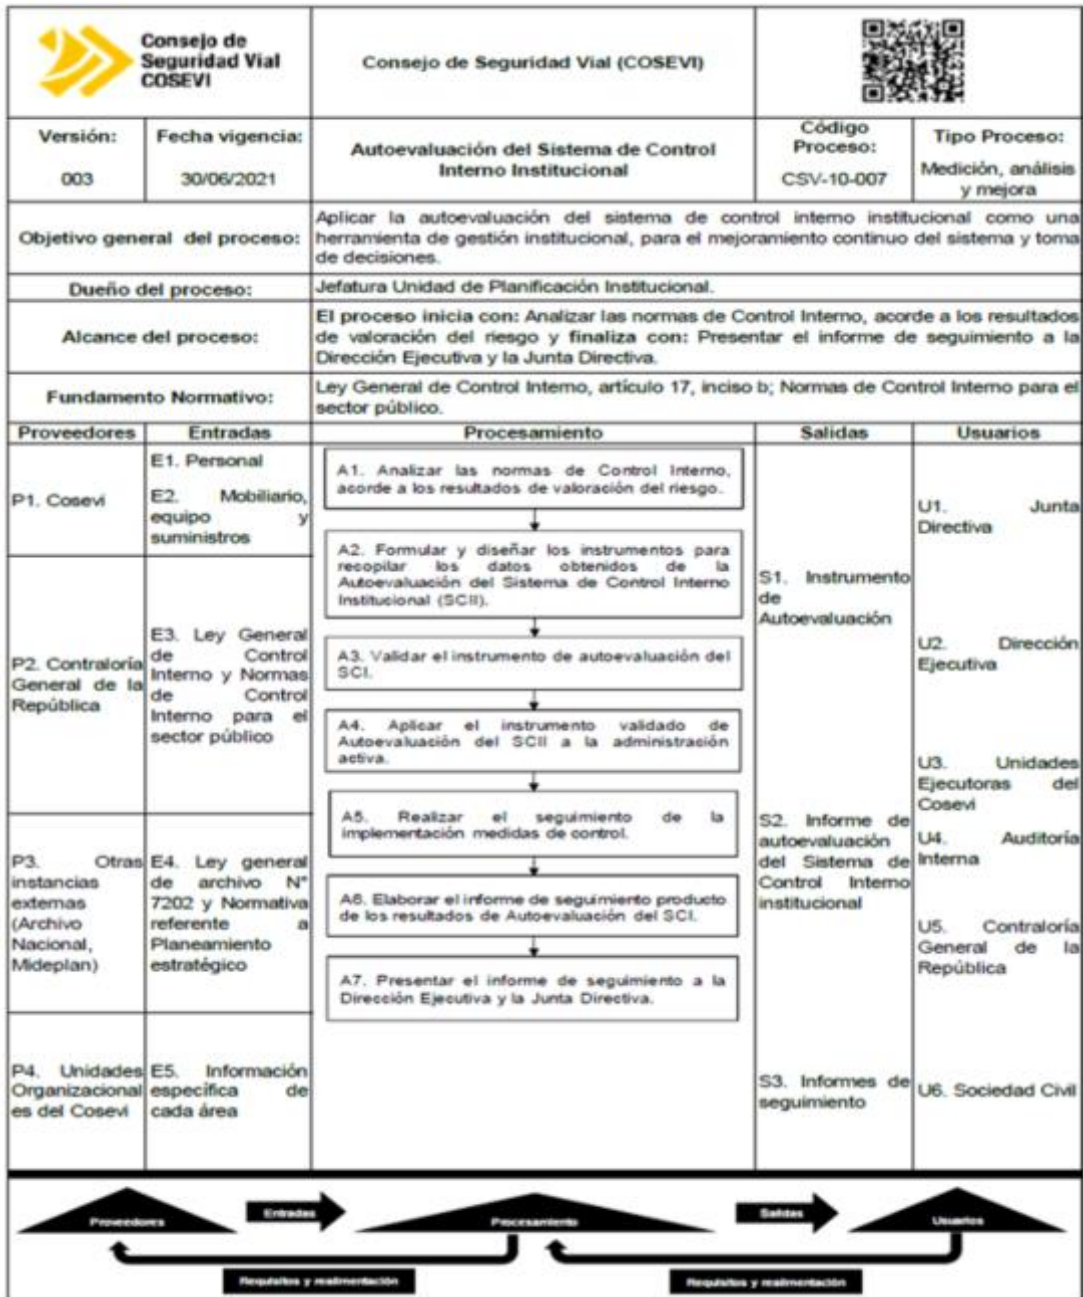 Consejo de
Seguridad Vial
COSEVI
Consejo de Seguridad Vial (COSEVI)
Versión:
003
Fecha vigencia:
30/06/2021
Autoevaluación del Sistema de Control
Interno Institucional
Código
Proceso:
CSV-10-007
Tipo Proceso:
Medición, análisis
y mejora
Objetivo general del proceso:
Aplicar la autoevaluación del sistema de control interno institucional como una
herramienta de gestión institucional, para el mejoramiento continuo del sistema y toma
de decisiones.
Dueño del proceso:
Jefatura Unidad de Planificación Institucional.
Alcance del proceso:
El proceso inicia con: Analizar las normas de Control Interno, acorde a los resultados
de valoración del riesgo y finaliza con: Presentar el informe de seguimiento a la
Dirección Ejecutiva y la Junta Directiva.
Fundamento Normativo:
Ley General de Control Interno, artículo 17, inciso b; Normas de Control Interno para el
sector público.
Proveedores
Entradas
Procesamiento
Salidas
Usuarios
P1. Cosevi
P2. Contraloría
General de la
República
P3. Otras
instancias
externas
(Archivo
Nacional,
Mideplan)
P4. Unidades
Organizacional
es del Cosevi
E1. Personal
E2. Mobiliario,
equipo y
suministros
E3. Ley General
de Control
Interno y Normas
de Control
Interno para el
sector público
E4. Ley general
de archivo N°
7202 y Normativa
referente a
Planeamiento
estratégico
E5. Información
específica de
cada área
A1. Analizar las normas de Control Interno,
acorde a los resultados de valoración del riesgo.
A2. Formular y diseñar los instrumentos para
recopilar los datos obtenidos de la
Autoevaluación del Sistema de Control Interno
Institucional (SCII).
A3. Validar el instrumento de autoevaluación del
SCI.
A4. Aplicar el instrumento validado de
Autoevaluación del SCII a la administración
activa.
A5. Realizar el seguimiento de la
implementación medidas de control.
A6. Elaborar el informe de seguimiento producto
de los resultados de Autoevaluación del SCI.
A7. Presentar el informe de seguimiento a la
Dirección Ejecutiva y la Junta Directiva.
S1. Instrumento
de
Autoevaluación
S2. Informe de
autoevaluación
del Sistema de
Control Interno
institucional
S3. Informes de
seguimiento
U1. Junta
Directiva
U2. Dirección
Ejecutiva
U3. Unidades
Ejecutoras del
Cosevi
U4. Auditoría
Interna
U5. Contraloría
General de la
República
U6. Sociedad Civil
Proveedores
Entradas
Procesamiento
Salidas
Usuarios
Requisitos y realimentación
Requisitos y realimentación